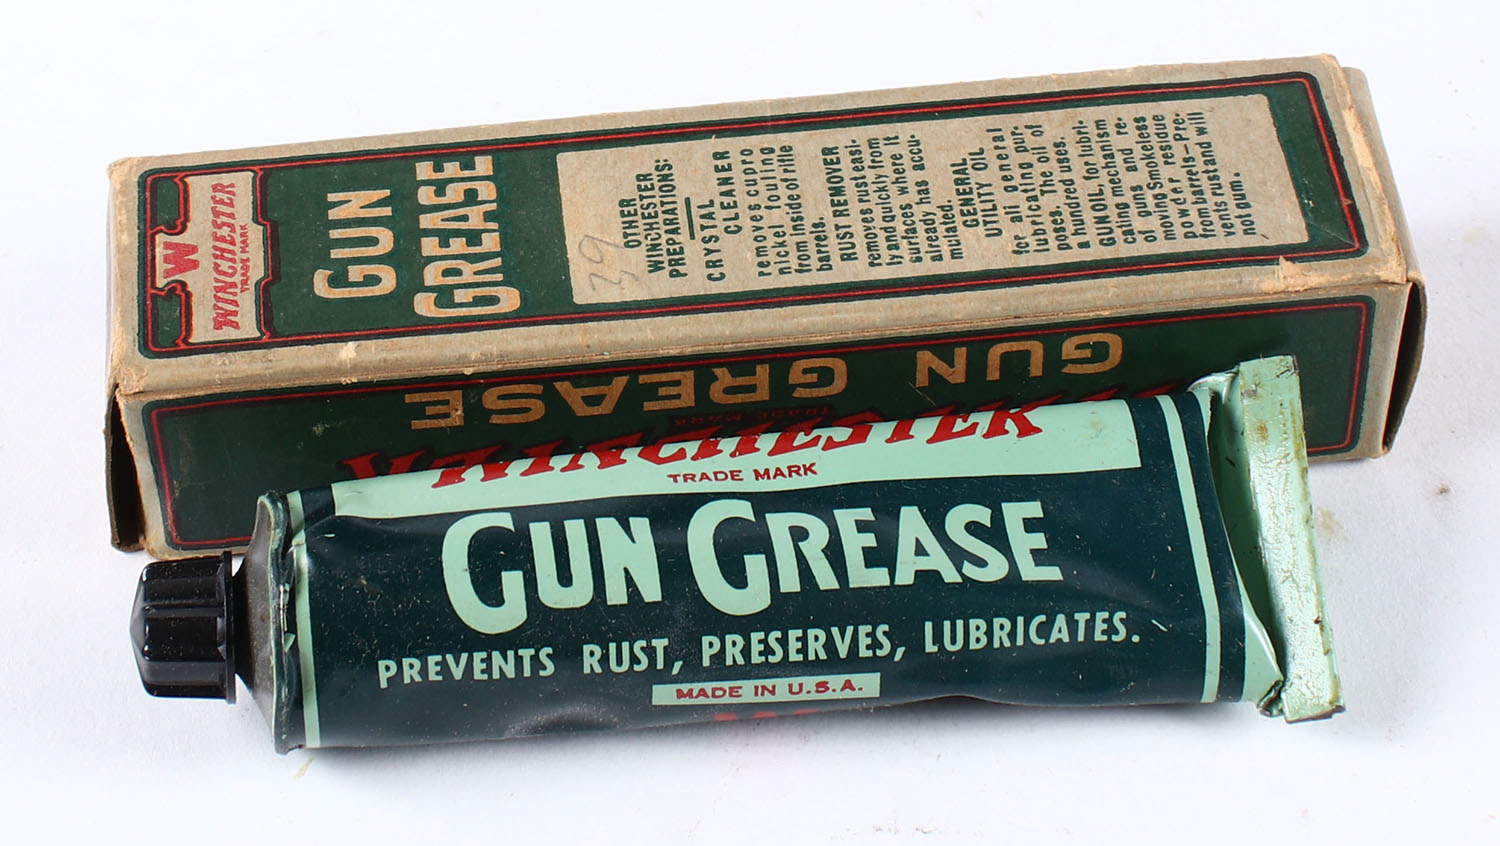 W
WINCHESTER
TRADE MARK
GUN
GREASE
39
OTHER
WINCHESTER
PREPARATIONS:
CRYSTAL
CLEANER
removes cupro
nickel fouling
from inside of rifle
barrels.
RUST REMOVER
removes rust easi-
ly and quickly from
surfaces where it
already has accu-
mulated.
GENERAL
UTILITY OIL
for all general
lubricating pur-
poses. The oil of
a hundred uses.
GUN OIL, for lubri-
cating mechanism
of guns and re-
moving Smokeless
powder residue
from barrels—Pre-
vents rust and will
not gum.
GUN GREASE
TRADE MARK
WINCHESTER
TRADE MARK
GUN GREASE
PREVENTS RUST, PRESERVES, LUBRICATES.
MADE IN U.S.A.